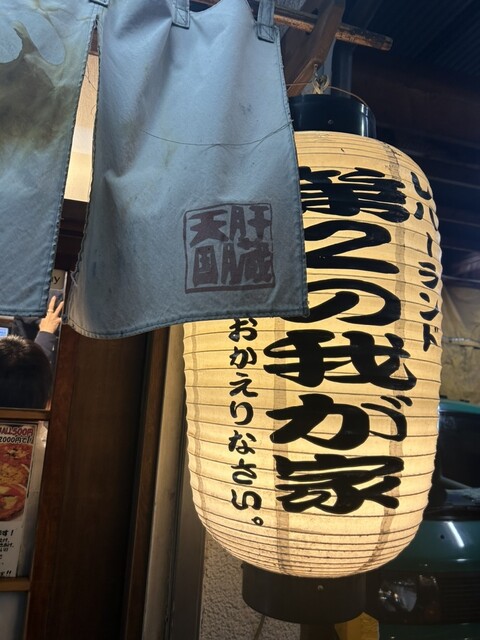 レバーランド
第2の我が家
おかえりなさい。
肝臓
天国